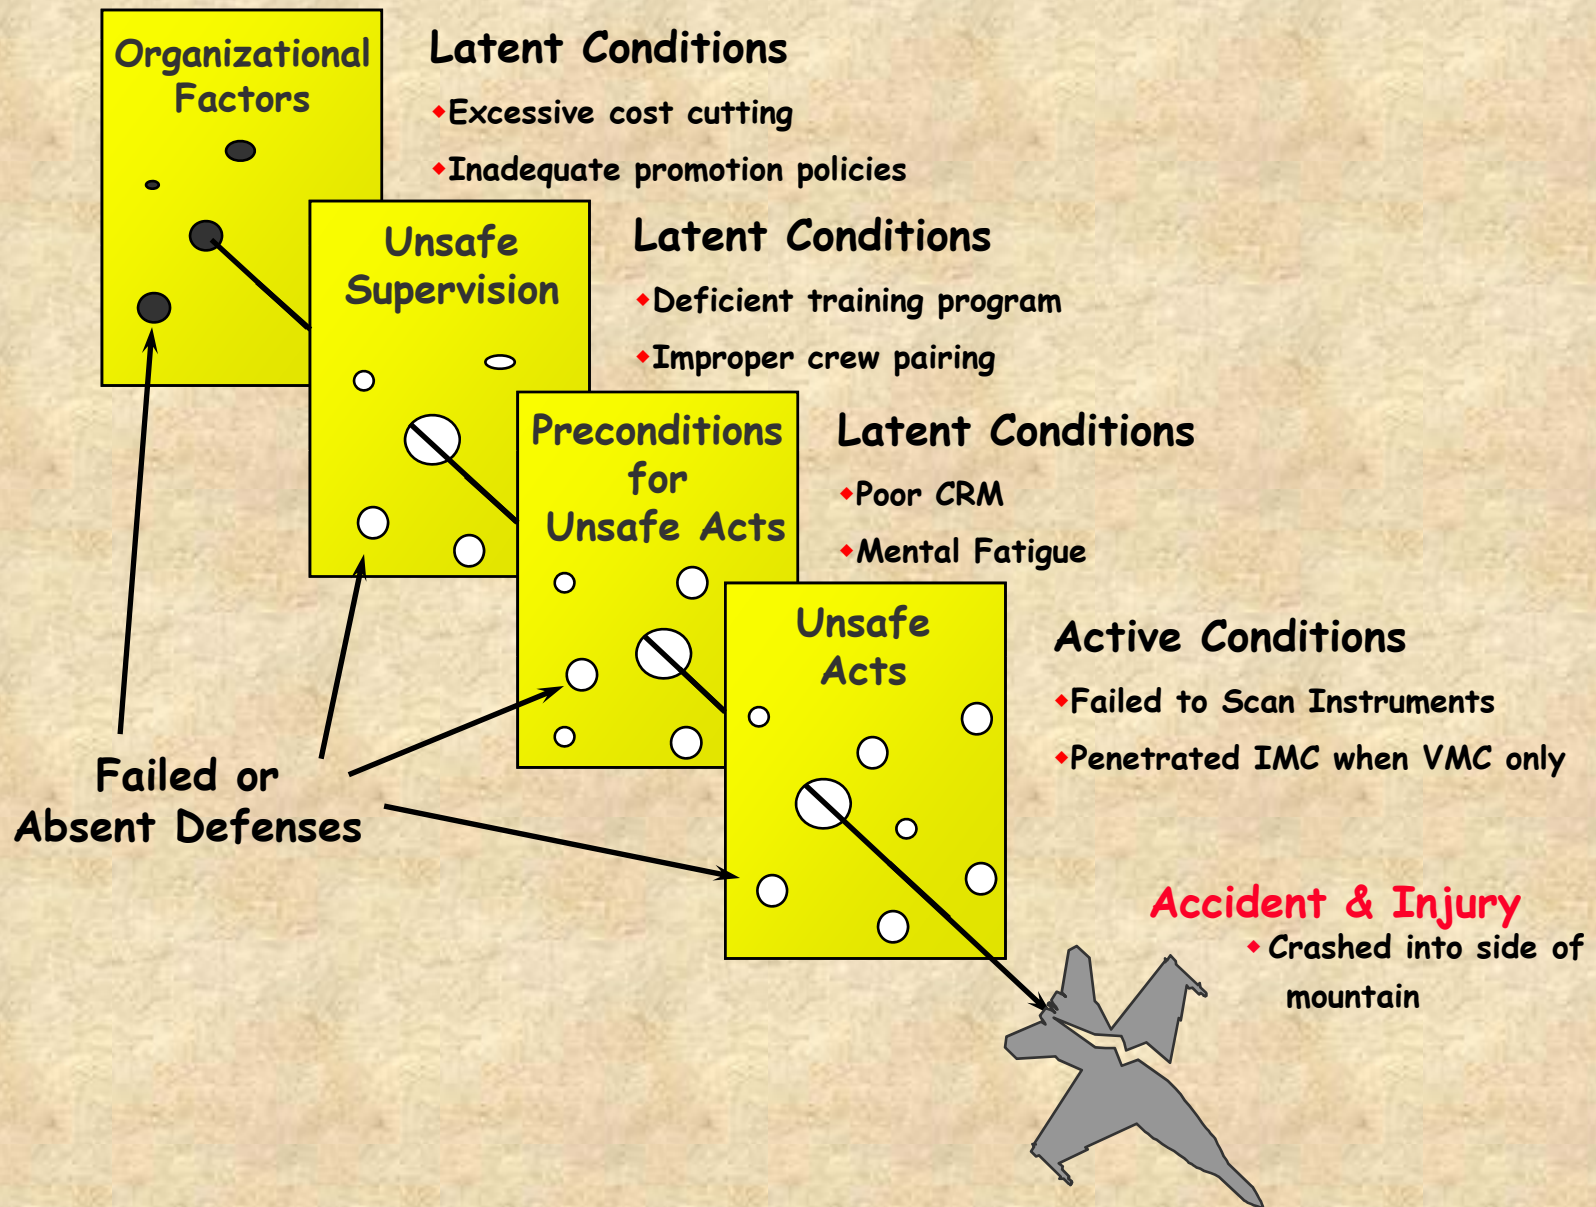 Organizational
Factors
Latent Conditions
Excessive cost cutting
Inadequate promotion policies
Unsafe
Supervision
Latent Conditions
Deficient training program
Improper crew pairing
Preconditions
for
Unsafe Acts
Latent Conditions
Poor CRM
Mental Fatigue
Unsafe
Acts
Active Conditions
Failed to Scan Instruments
Penetrated IMC when VMC only
Failed or
Absent Defenses
Accident & Injury
Crashed into side of
mountain